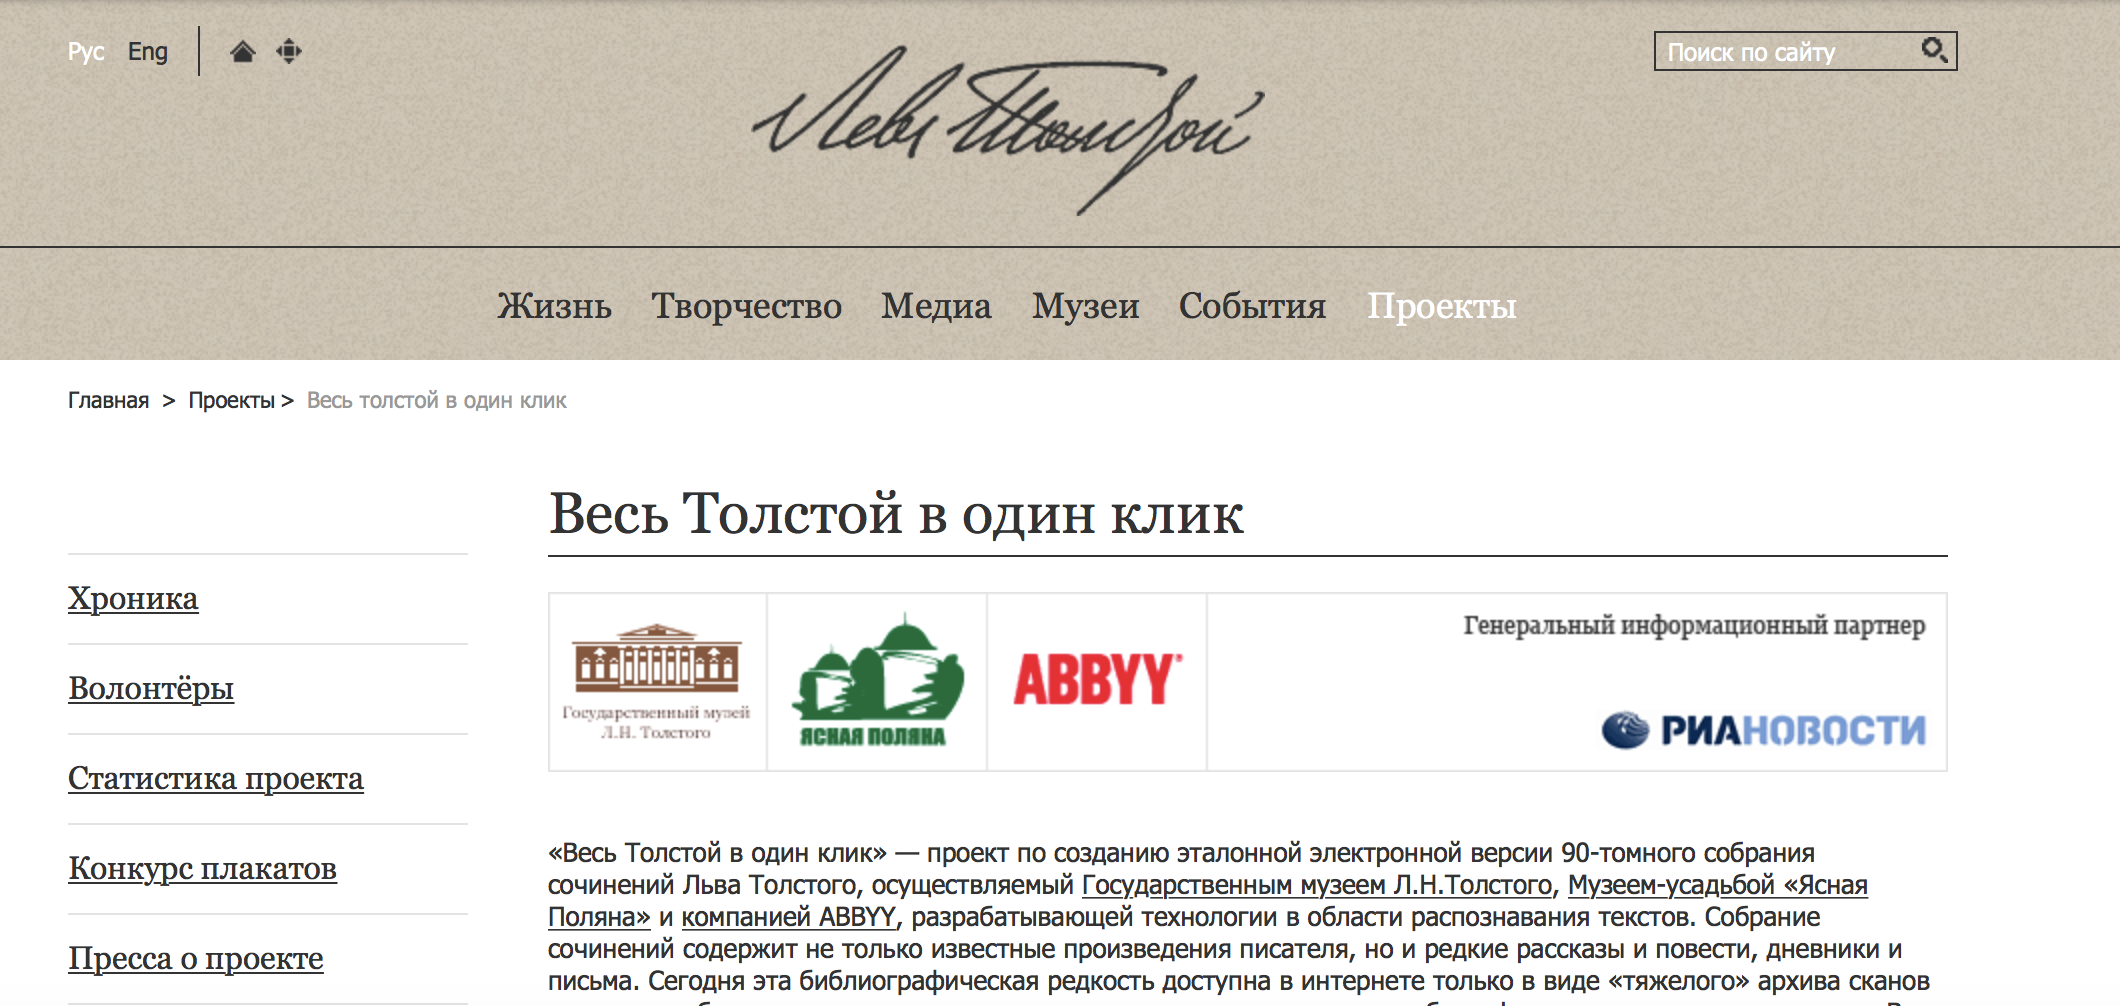 Рус Eng
Поиск по сайту
Левъ Толстой
Жизнь Творчество Медиа Музеи События Проекты
Главная > Проекты > Весь толстой в один клик
Весь Толстой в один клик
Хроника
Волонтёры
Статистика проекта
Конкурс плакатов
Пресса о проекте
Государственный музей
Л.Н. Толстого
ЯСНАЯ ПОЛЯНА
ABBYY
Генеральный информационный партнер
РИАНОВОСТИ
«Весь Толстой в один клик» — проект по созданию эталонной электронной версии 90-томного собрания
сочинений Льва Толстого, осуществляемый Государственным музеем Л.Н.Толстого, Музеем-усадьбой «Ясная
Поляна» и компанией ABBYY, разрабатывающей технологии в области распознавания текстов. Собрание
сочинений содержит не только известные произведения писателя, но и редкие рассказы и повести, дневники и
письма. Сегодня эта библиографическая редкость доступна в интернете только в виде «тяжелого» архива сканов